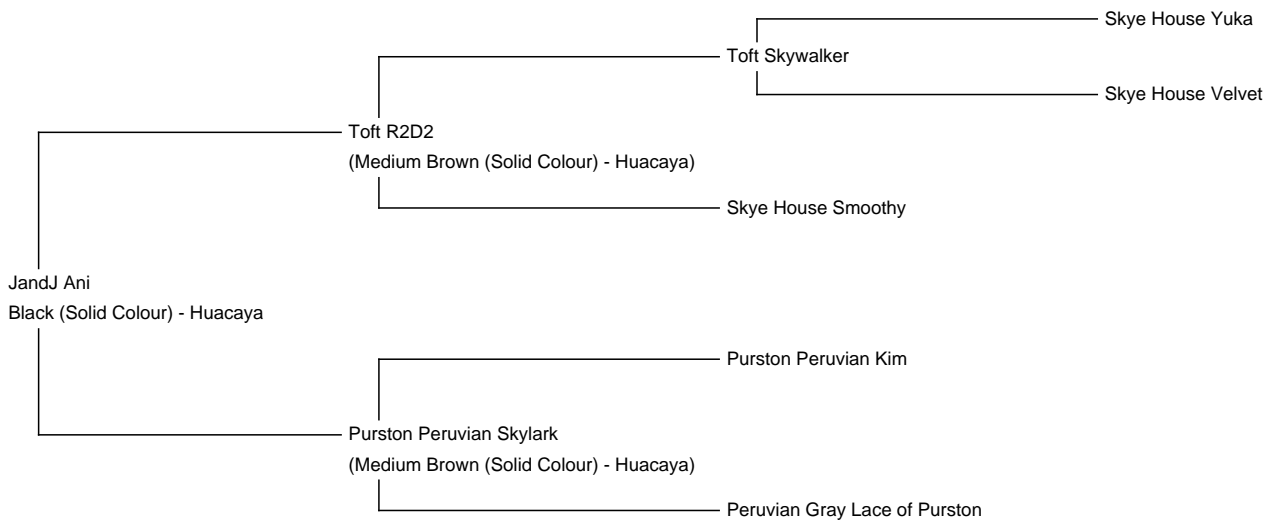 Skye House Yuka
Toft Skywalker
Skye House Velvet
Toft R2D2
(Medium Brown (Solid Colour) - Huacaya)
Skye House Smoothy
JandJ Ani
Black (Solid Colour) - Huacaya
Purston Peruvian Kim
Purston Peruvian Skylark
(Medium Brown (Solid Colour) - Huacaya)
Peruvian Gray Lace of Purston